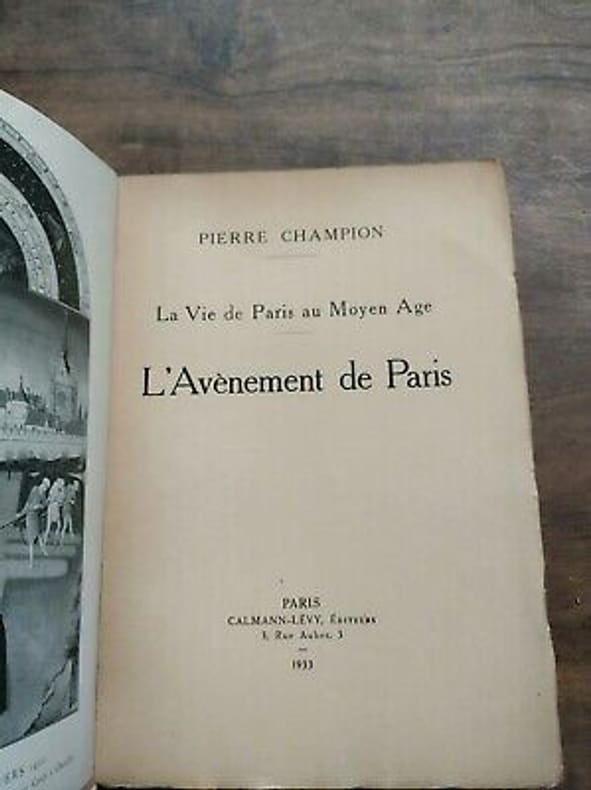 PIERRE CHAMPION
La Vie de Paris au Moyen Age
L'Avènement de Paris
PARIS
CALMANN-LÉVY, ÉDITEURS
3, Rue Auber, 3
1933